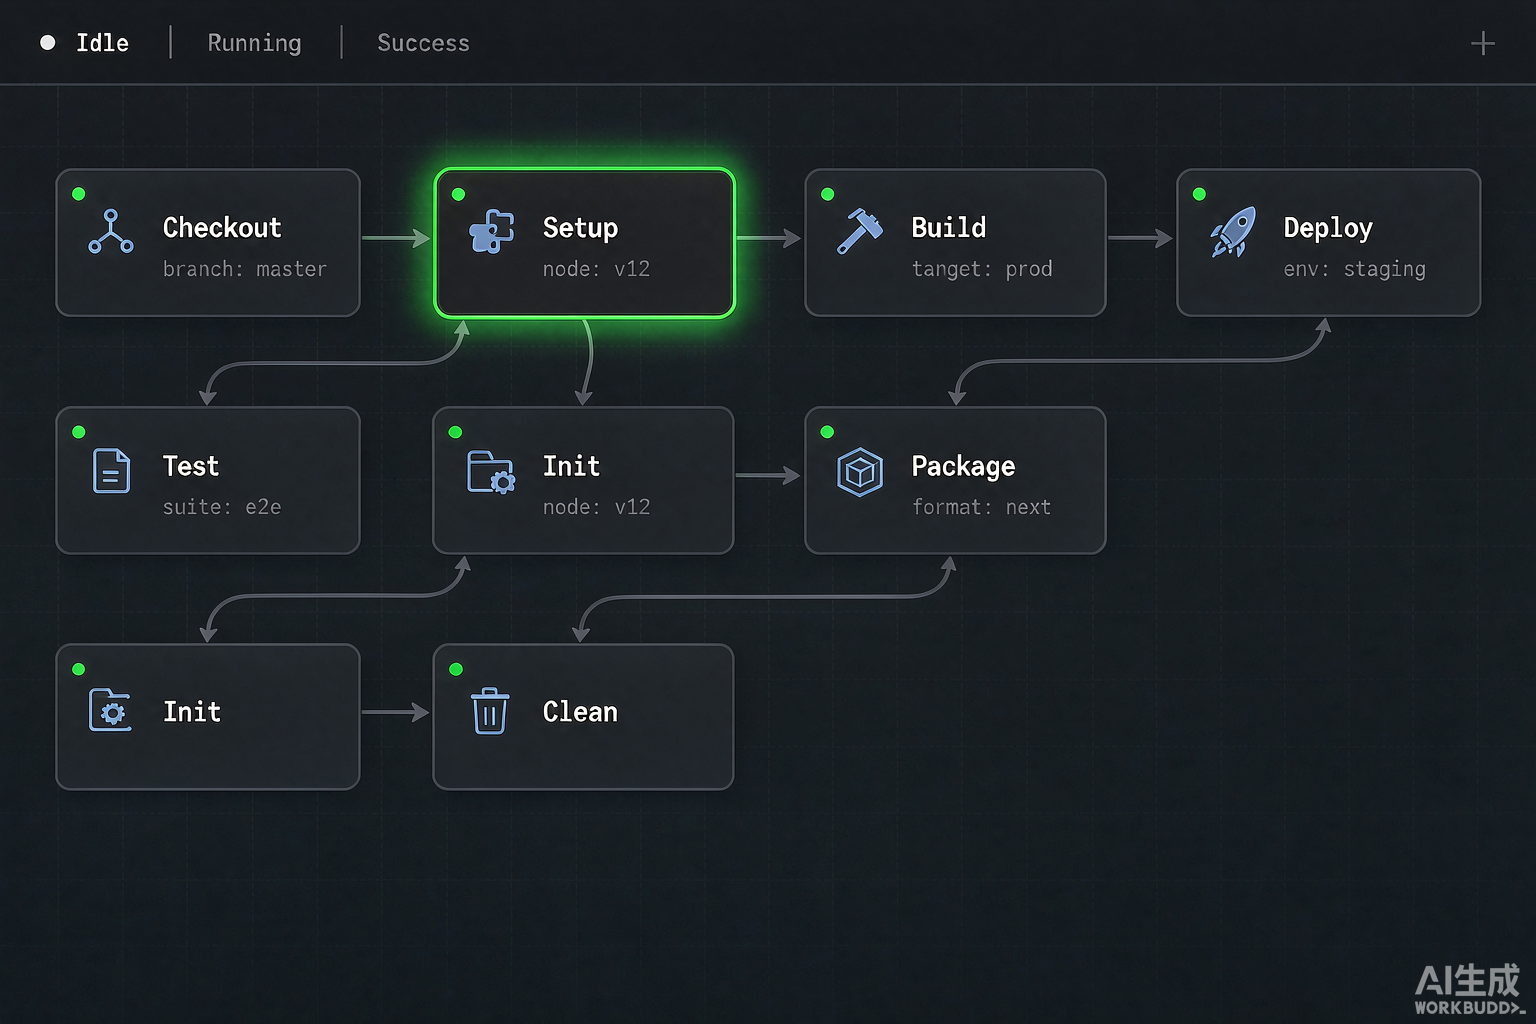 Idle
Running
Success
Checkout
branch: master
Setup
node: v12
Build
tanget: prod
Deploy
env: staging
Test
suite: e2e
Init
node: v12
Package
format: next
Init
Clean
AI生成
WORKBUDD>_